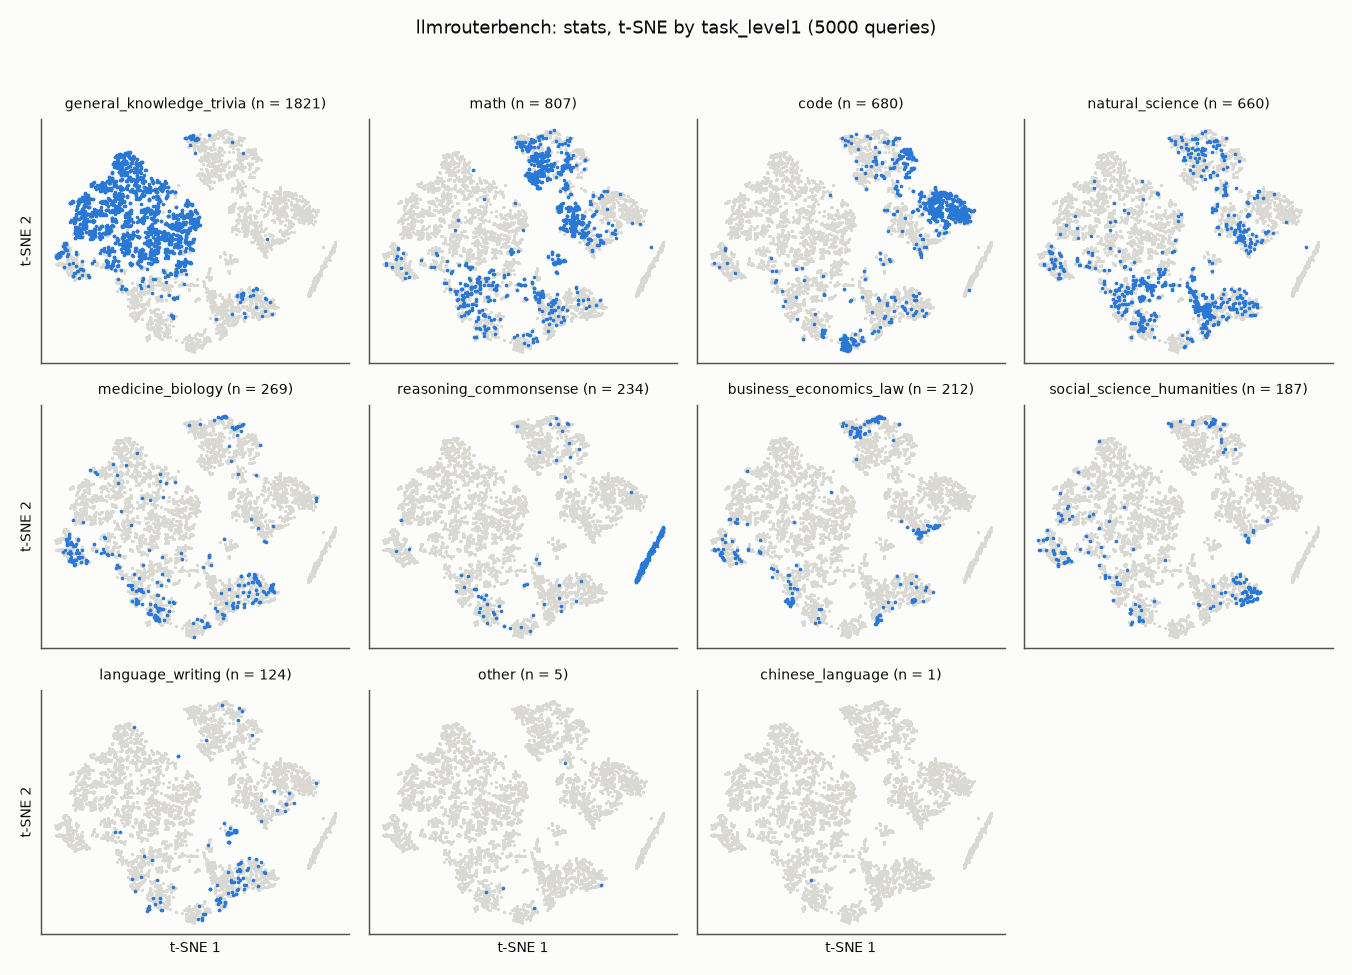 llmrouterbench: stats, t-SNE by task_level1 (5000 queries)
general_knowledge_trivia (n = 1821)
math (n = 807)
code (n = 680)
natural_science (n = 660)
t-SNE 2
medicine_biology (n = 269)
reasoning_commonsense (n = 234)
business_economics_law (n = 212)
social_science_humanities (n = 187)
t-SNE 2
language_writing (n = 124)
other (n = 5)
chinese_language (n = 1)
t-SNE 2
t-SNE 1
t-SNE 1
t-SNE 1